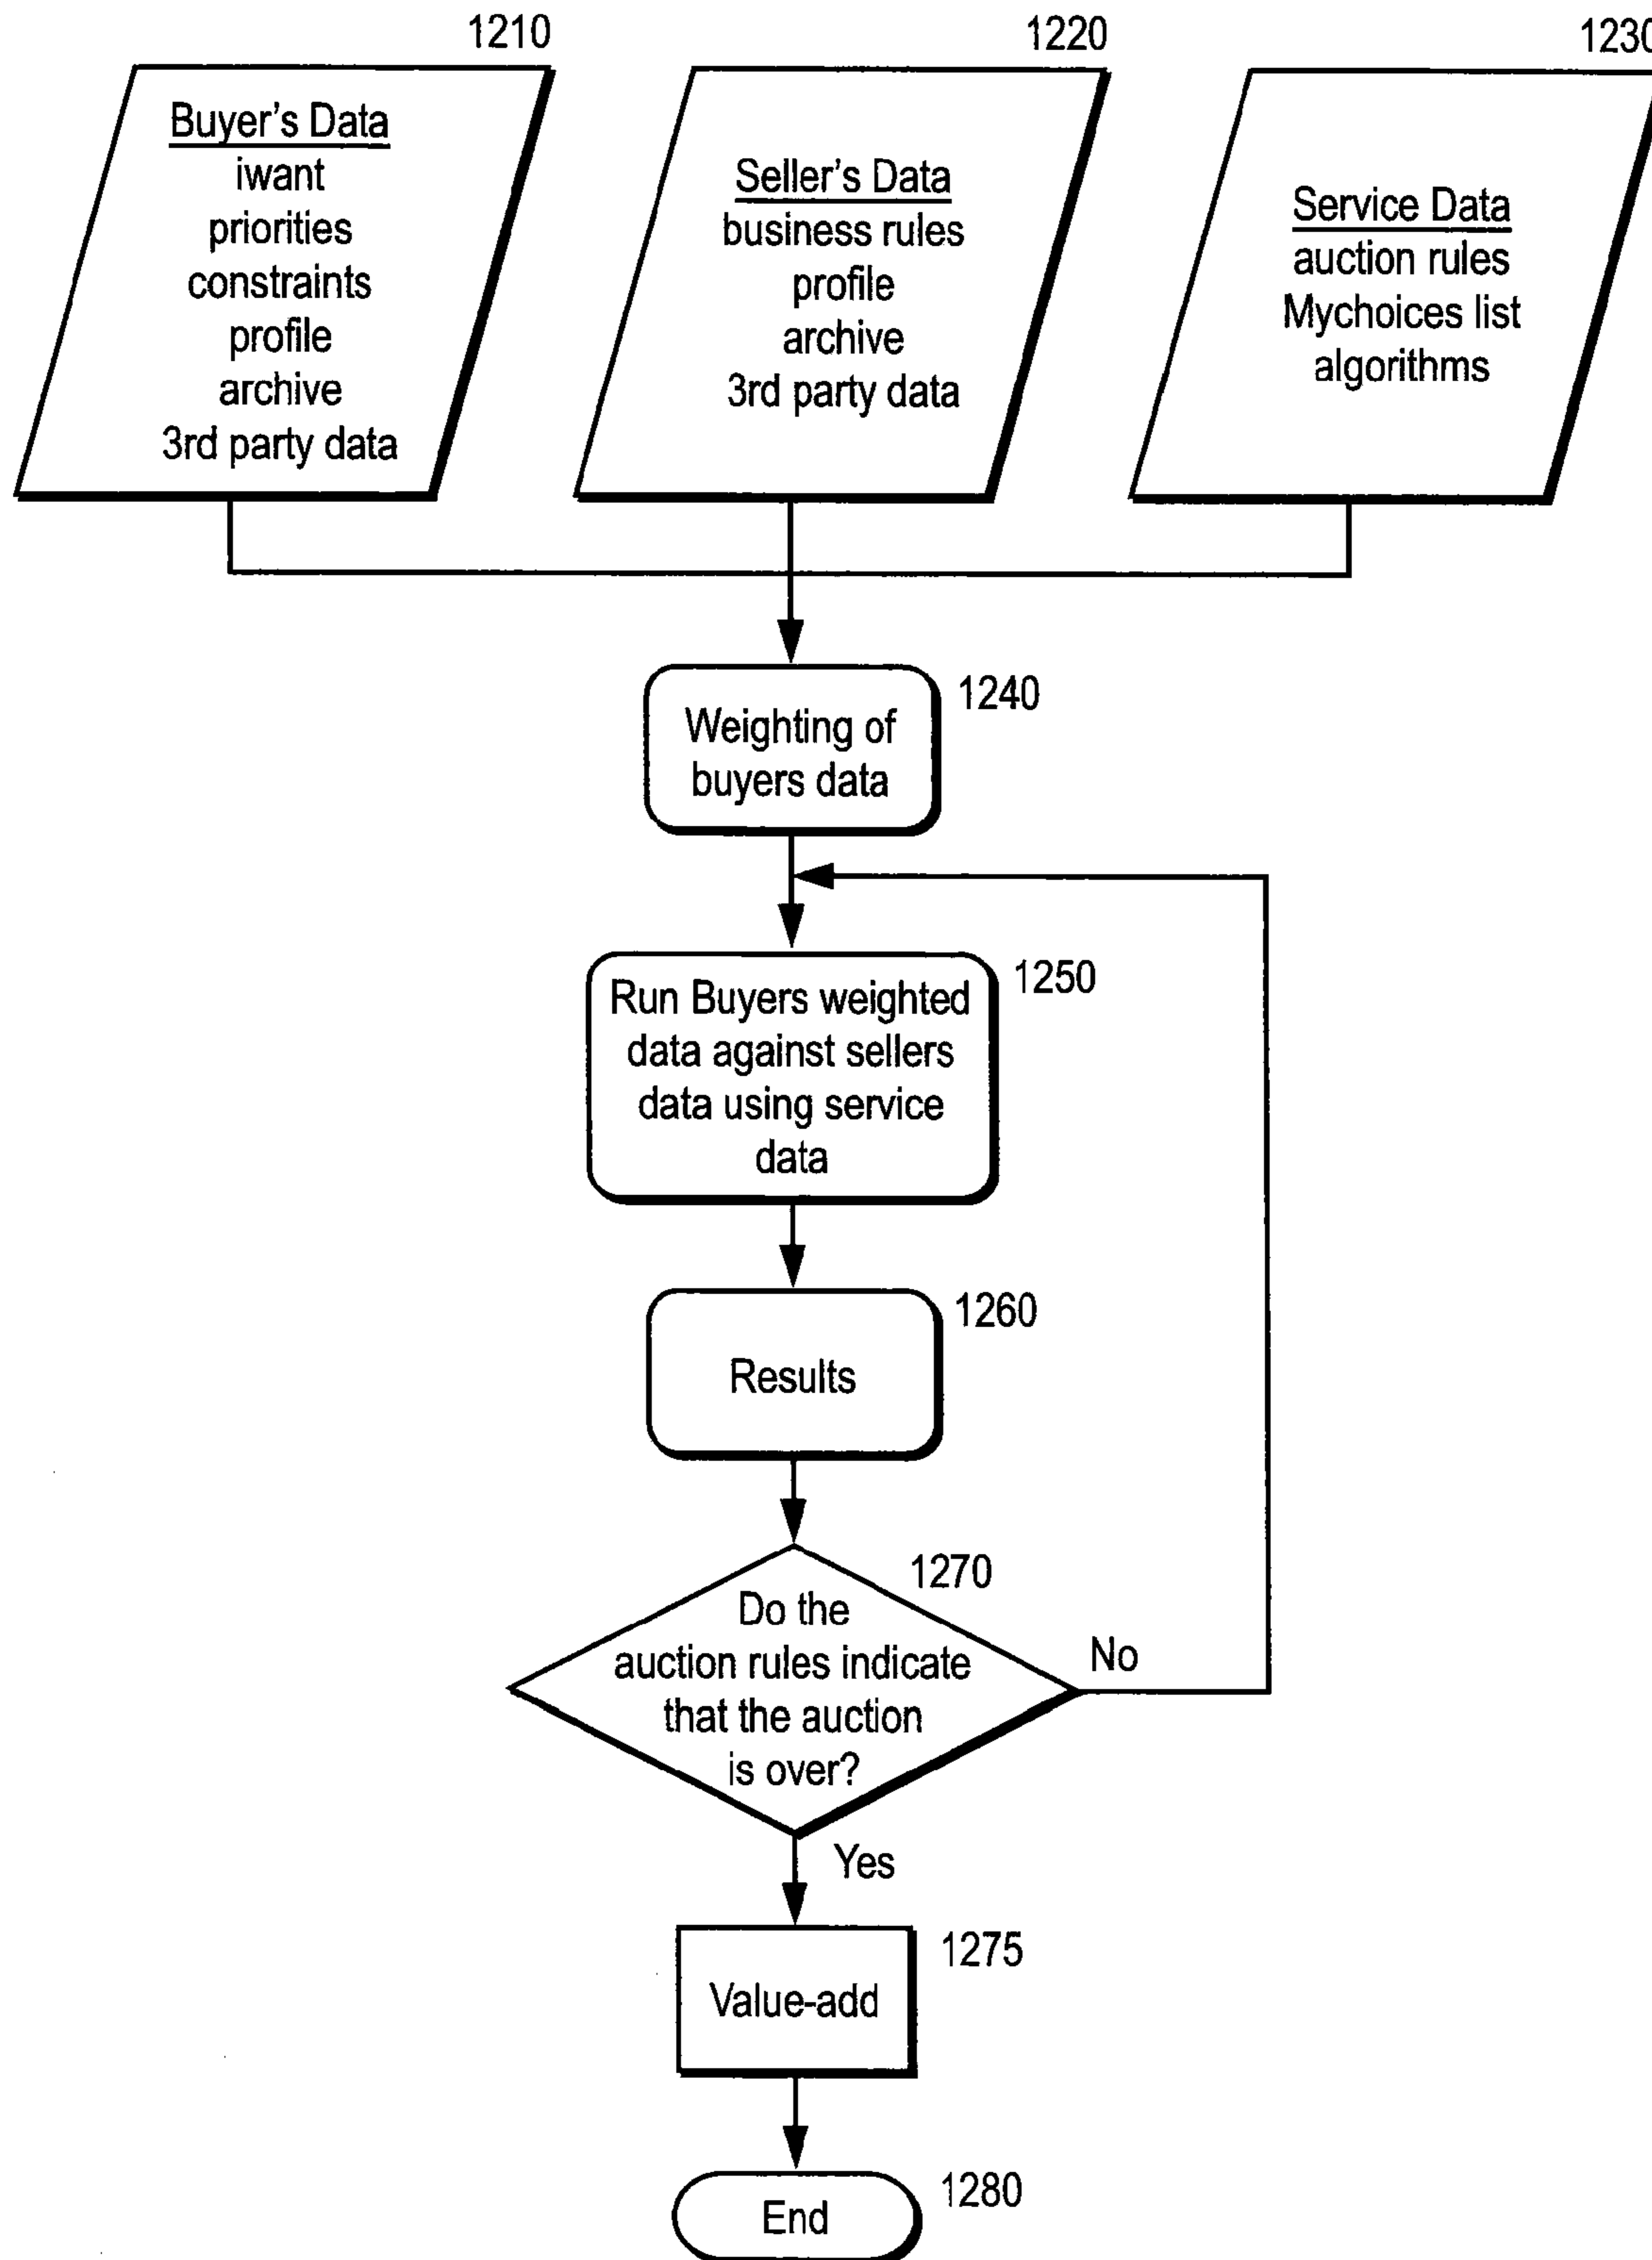 1210
Buyer's Data
iwant
priorities
constraints
profile
archive
3rd party data
1220
Seller's Data
business rules
profile
archive
3rd party data
1230
Service Data
auction rules
Mychoices list
algorithms
1240
Weighting of
buyers data
1250
Run Buyers weighted
data against sellers
data using service
data
1260
Results
1270
Do the
auction rules indicate
that the auction
is over?
No
Yes
1275
Value-add
1280
End